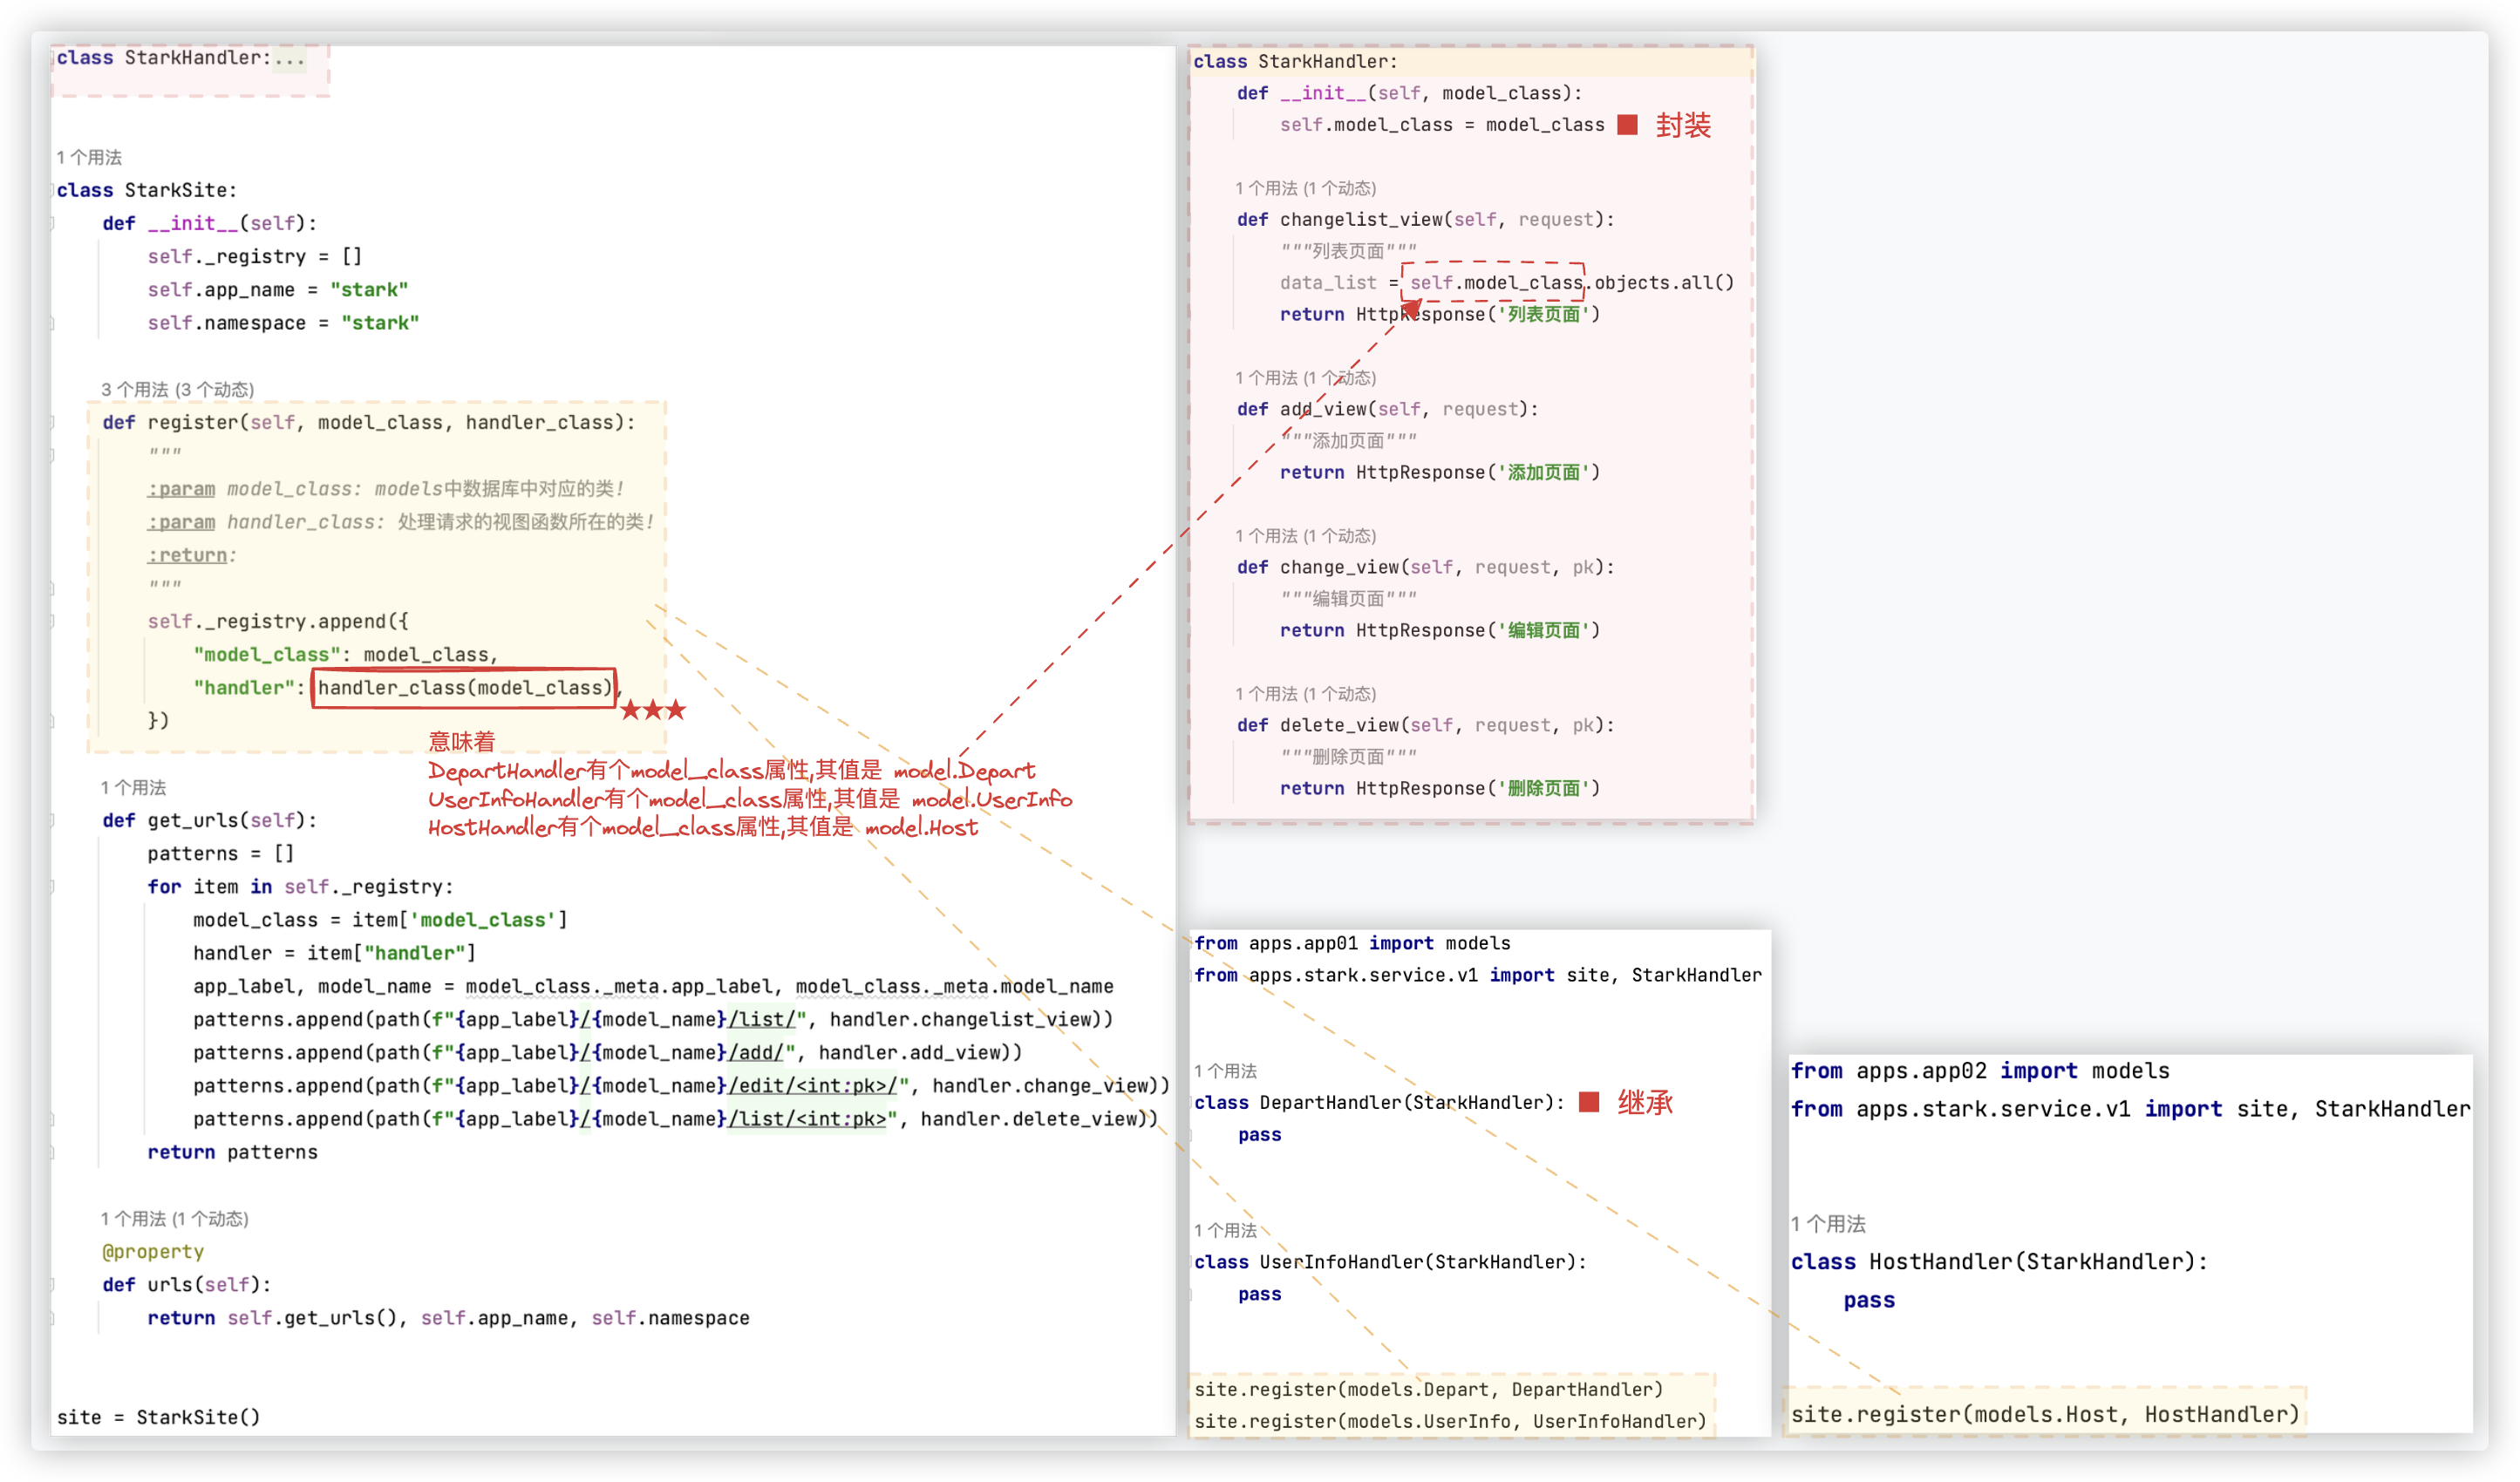 class StarkHandler:...
1 个用法
class StarkSite:
def __init__(self):
self._registry = []
self.app_name = "stark"
self.namespace = "stark"
3 个用法 (3 个动态)
def register(self, model_class, handler_class):
"""
:param model_class: models中数据库中对应的类!
:param handler_class: 处理请求的视图函数所在的类!
:return:
"""
self._registry.append({
"model_class": model_class,
"handler": handler_class(model_class),
★★★
})
意味着
DepartHandler有个model_class属性,其值是 model.Depart
UserInfoHandler有个model_class属性,其值是 model.UserInfo
HostHandler有个model_class属性,其值是 model.Host
1 个用法
def get_urls(self):
patterns = []
for item in self._registry:
model_class = item['model_class']
handler = item["handler"]
app_label, model_name = model_class._meta.app_label, model_class._meta.model_name
patterns.append(path(f"{app_label}/{model_name}/list/", handler.changelist_view))
patterns.append(path(f"{app_label}/{model_name}/add/", handler.add_view))
patterns.append(path(f"{app_label}/{model_name}/edit/<int:pk>/", handler.change_view))
patterns.append(path(f"{app_label}/{model_name}/list/<int:pk>", handler.delete_view))
return patterns
1 个用法 (1 个动态)
@property
def urls(self):
return self.get_urls(), self.app_name, self.namespace
site = StarkSite()
class StarkHandler:
def __init__(self, model_class):
self.model_class = model_class ■ 封装
1 个用法 (1 个动态)
def changelist_view(self, request):
"""列表页面"""
data_list = self.model_class.objects.all()
return HttpResponse('列表页面')
1 个用法 (1 个动态)
def add_view(self, request):
"""添加页面"""
return HttpResponse('添加页面')
1 个用法 (1 个动态)
def change_view(self, request, pk):
"""编辑页面"""
return HttpResponse('编辑页面')
1 个用法 (1 个动态)
def delete_view(self, request, pk):
"""删除页面"""
return HttpResponse('删除页面')
from apps.app01 import models
from apps.stark.service.v1 import site, StarkHandler
1 个用法
class DepartHandler(StarkHandler): ■ 继承
pass
1 个用法
class UserInfoHandler(StarkHandler):
pass
site.register(models.Depart, DepartHandler)
site.register(models.UserInfo, UserInfoHandler)
from apps.app02 import models
from apps.stark.service.v1 import site, StarkHandler
1 个用法
class HostHandler(StarkHandler):
pass
site.register(models.Host, HostHandler)